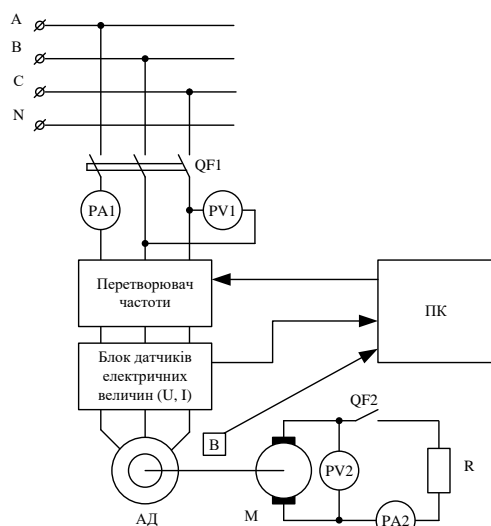 A
B
C
N
QF1
PA1
PV1
Перетворювач
частоти
ПК
Блок датчиків
електричних
величин (U, I)
В
QF2
PV2
R
PA2
АД
М